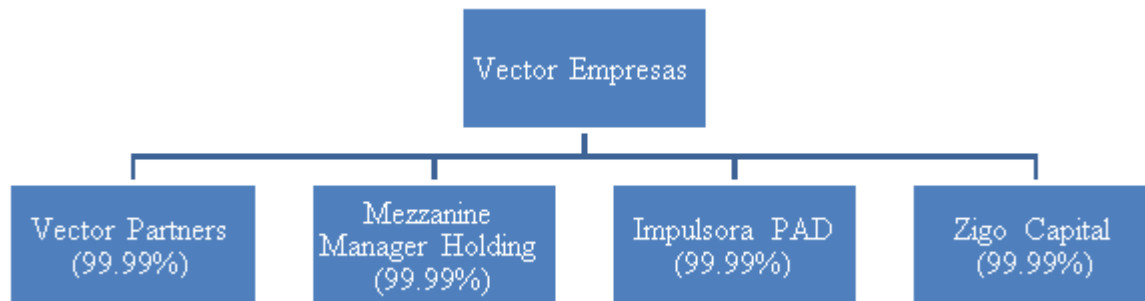 Vector Empresas
Vector Partners
(99.99%)
Mezzanine
Manager Holding
(99.99%)
Impulsora PAD
(99.99%)
Zigo Capital
(99.99%)